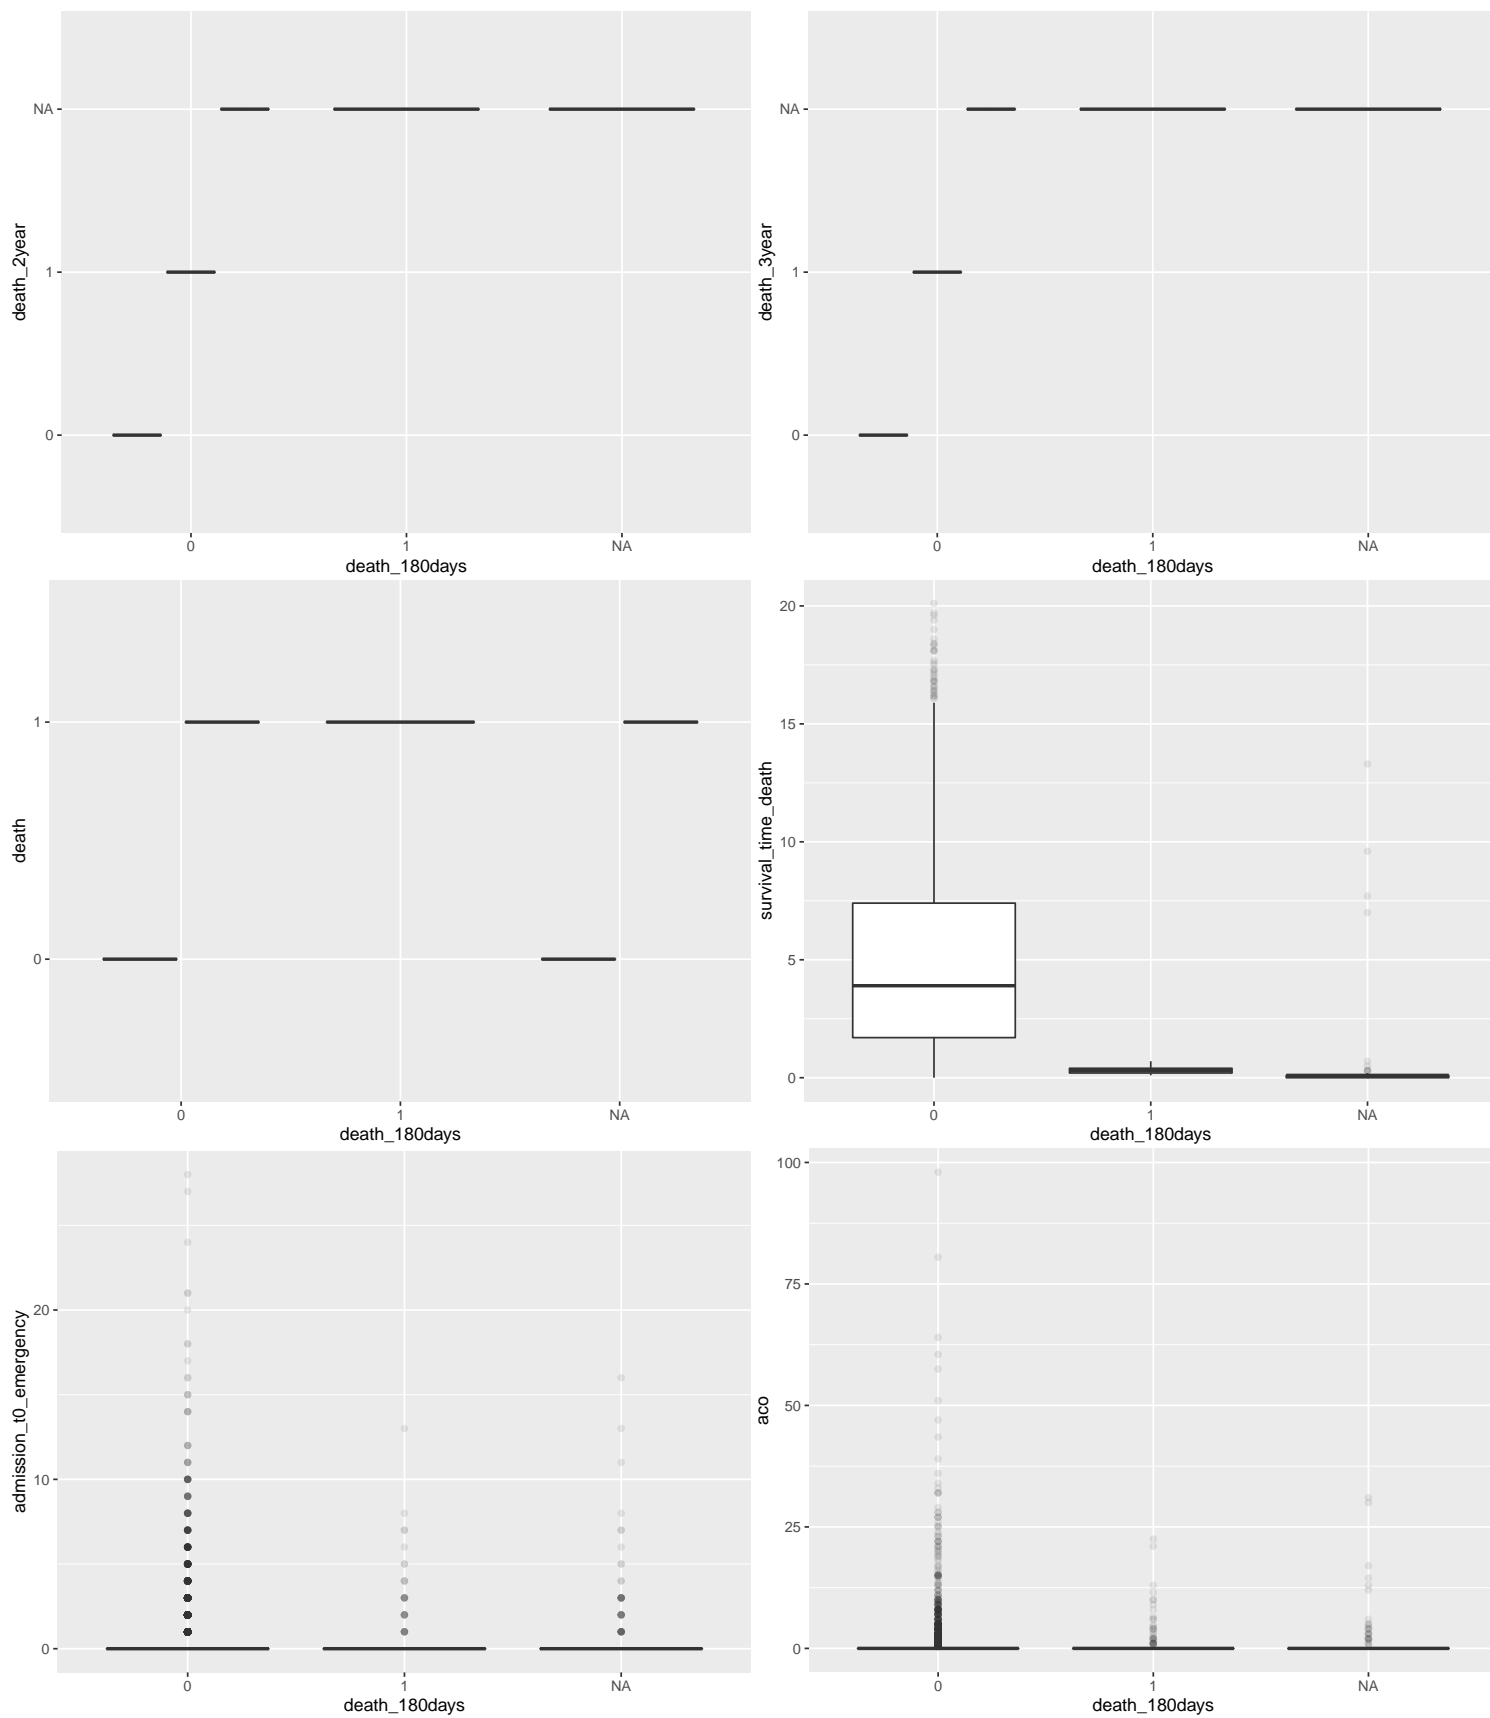 death_2year
NA
1
0
0 1 NA
death_180days
death_3year
NA
1
0
0 1 NA
death_180days
death
1
0
0 1 NA
death_180days
survival_time_death
20
15
10
5
0
0 1 NA
death_180days
admission_t0_emergency
20
10
0
0 1 NA
death_180days
aco
100
75
50
25
0
0 1 NA
death_180days